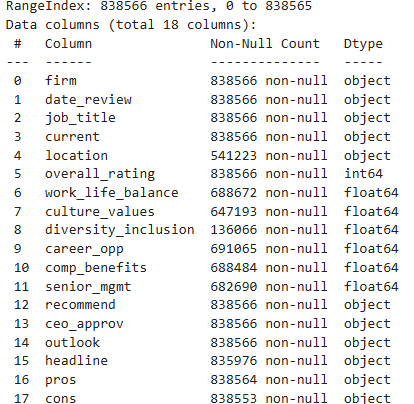 RangeIndex: 838566 entries, 0 to 838565
Data columns (total 18 columns):
 #   Column               Non-Null Count   Dtype
---  ------               --------------   -----
 0   firm                 838566 non-null  object
 1   date_review          838566 non-null  object
 2   job_title            838566 non-null  object
 3   current              838566 non-null  object
 4   location             541223 non-null  object
 5   overall_rating       838566 non-null  int64
 6   work_life_balance    688672 non-null  float64
 7   culture_values       647193 non-null  float64
 8   diversity_inclusion  136066 non-null  float64
 9   career_opp           691065 non-null  float64
 10  comp_benefits        688484 non-null  float64
 11  senior_mgmt          682690 non-null  float64
 12  recommend            838566 non-null  object
 13  ceo_approv           838566 non-null  object
 14  outlook              838566 non-null  object
 15  headline             835976 non-null  object
 16  pros                 838564 non-null  object
 17  cons                 838553 non-null  object